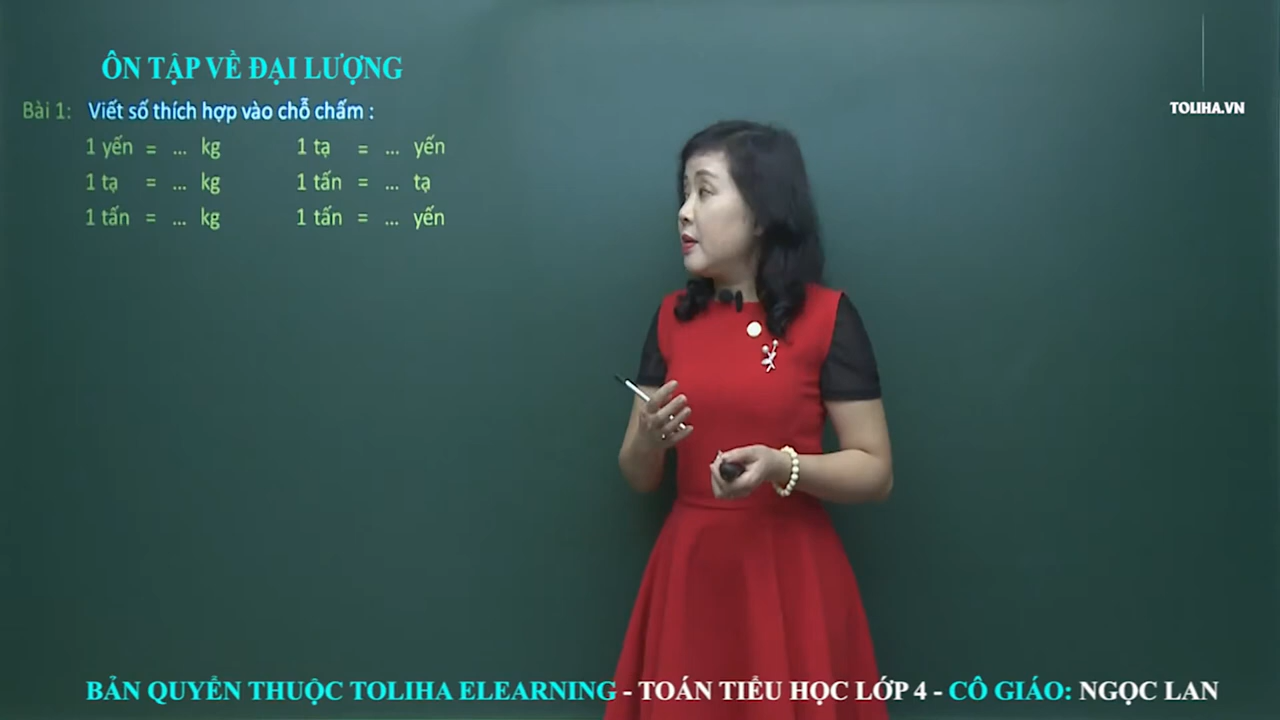 ÔN TẬP VỀ ĐẠI LƯỢNG
TOLIHA.VN
Bài 1: Viết số thích hợp vào chỗ chấm :
1 yến = ... kg 1 tạ = ... yến
1 tạ = ... kg 1 tấn = ... tạ
1 tấn = ... kg 1 tấn = ... yến
BẢN QUYỀN THUỘC TOLIHA ELEARNING - TOÁN TIỂU HỌC LỚP 4 - CÔ GIÁO: NGỌC LAN